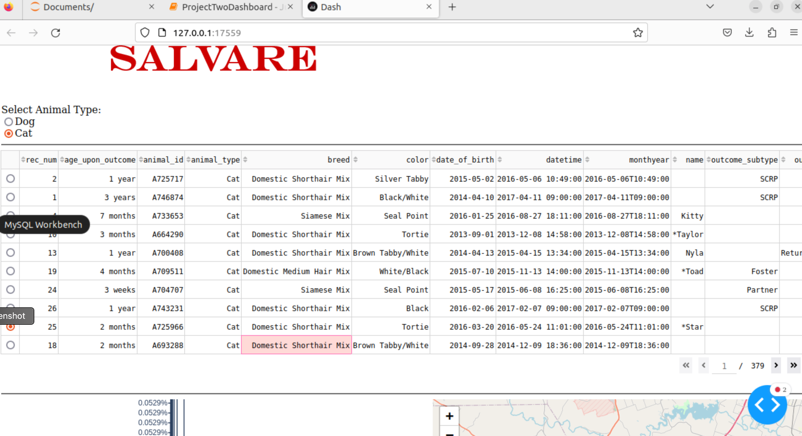 Documents/ ProjectTwoDashboard - J Dash
127.0.0.1:17559
SALVARE
Select Animal Type:
Dog
Cat
rec_num age_upon_outcome animal_id animal_type breed color date_of_birth datetime monthyear name outcome_subtype ou
2 1 year A725717 Cat Domestic Shorthair Mix Silver Tabby 2015-05-02 2016-05-06 10:49:00 2016-05-06T10:49:00 SCRP
1 3 years A746874 Cat Domestic Shorthair Mix Black/White 2014-04-10 2017-04-11 09:00:00 2017-04-11T09:00:00 SCRP
7 months A733653 Cat Siamese Mix Seal Point 2016-01-25 2016-08-27 18:11:00 2016-08-27T18:11:00 Kitty
MySQL Workbench
3 months A664290 Cat Domestic Shorthair Mix Tortie 2013-09-01 2013-12-08 14:58:00 2013-12-08T14:58:00 *Taylor
13 1 year A700408 Cat Domestic Shorthair Mix Brown Tabby/White 2014-04-13 2015-04-15 13:34:00 2015-04-15T13:34:00 Nyla Retur
19 4 months A709511 Cat Domestic Medium Hair Mix White/Black 2015-07-10 2015-11-13 14:00:00 2015-11-13T14:00:00 *Toad Foster
24 3 weeks A704707 Cat Siamese Mix Seal Point 2015-05-17 2015-06-08 16:25:00 2015-06-08T16:25:00 Partner
26 1 year A743231 Cat Domestic Shorthair Mix Black 2016-02-06 2017-02-07 09:00:00 2017-02-07T09:00:00 SCRP
enshot
25 2 months A725966 Cat Domestic Shorthair Mix Tortie 2016-03-20 2016-05-24 11:01:00 2016-05-24T11:01:00 *Star
18 2 months A693288 Cat Domestic Shorthair Mix Brown Tabby/White 2014-09-28 2014-12-09 18:36:00 2014-12-09T18:36:00
1 / 379
2
0.0529%
0.0529%
0.0529%
0.0529%
+